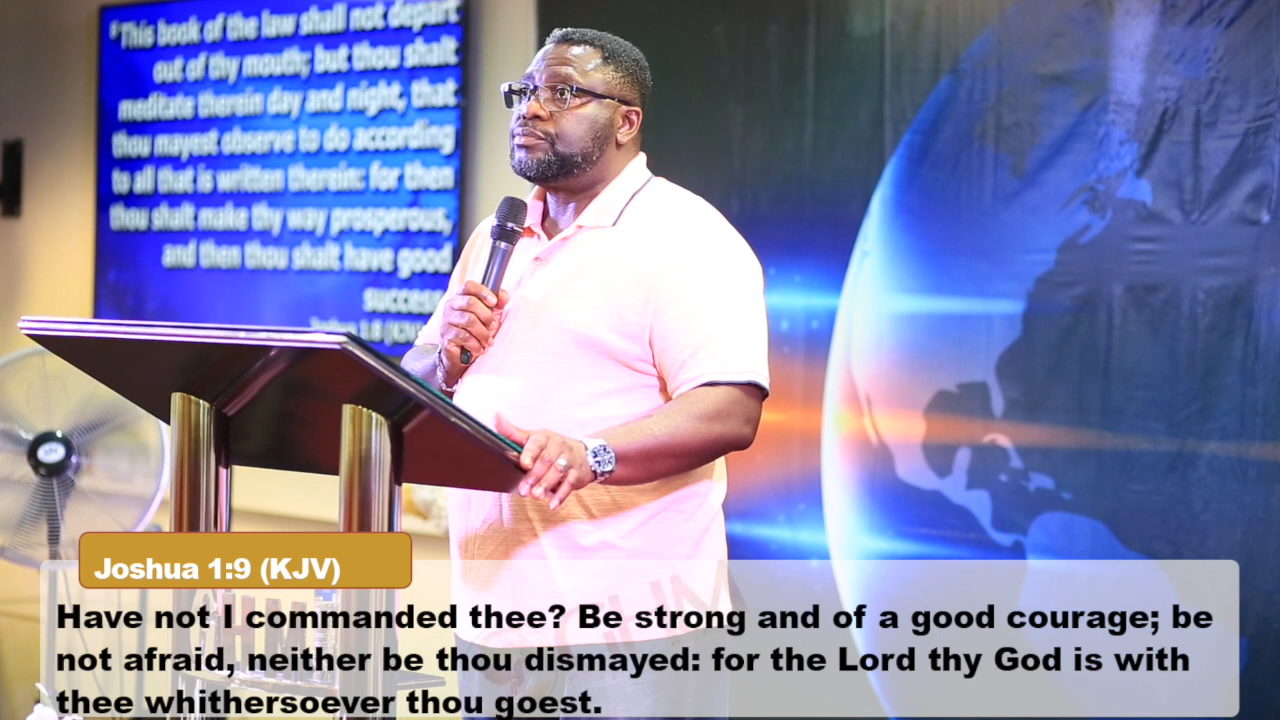 ⁸This book of the law shall not depart
out of thy mouth; but thou shalt
meditate therein day and night, that
thou mayest observe to do according
to all that is written therein: for then
thou shalt make thy way prosperous,
and then thou shalt have good
success
Joshua 1:9 (KJV)
Have not I commanded thee? Be strong and of a good courage; be
not afraid, neither be thou dismayed: for the Lord thy God is with
thee whithersoever thou goest.